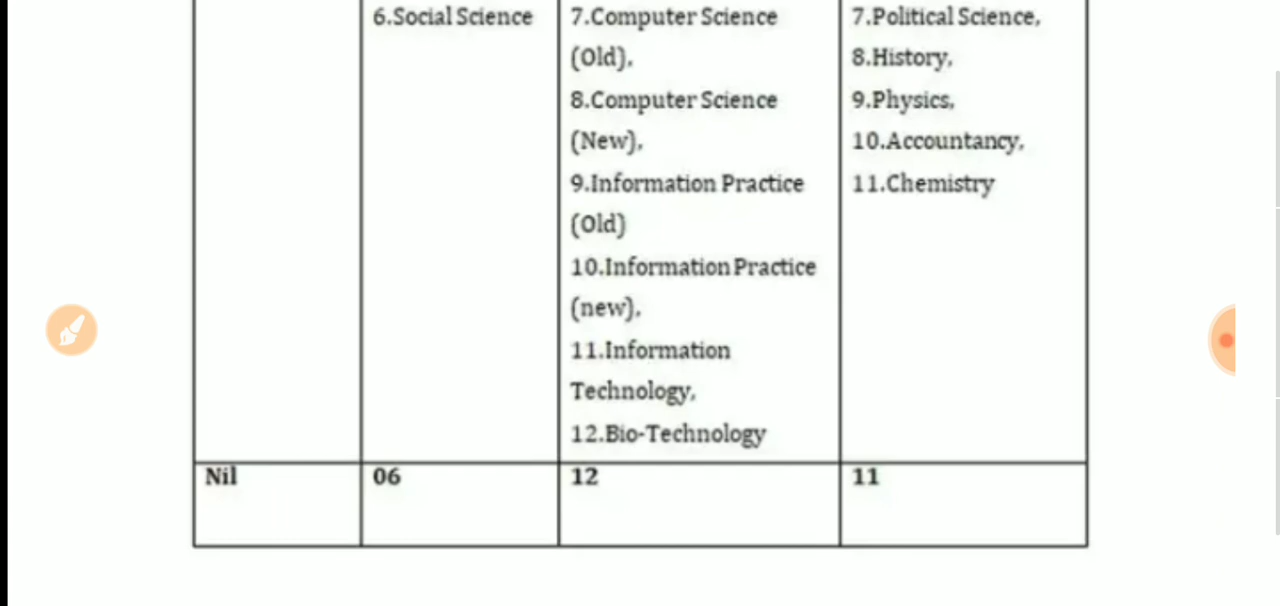 6.Social Science
7.Computer Science
(Old),
8.Computer Science
(New),
9.Information Practice
(Old)
10.Information Practice
(new),
11.Information
Technology,
12.Bio-Technology
7.Political Science,
8.History,
9.Physics,
10.Accountancy,
11.Chemistry
Nil
06
12
11